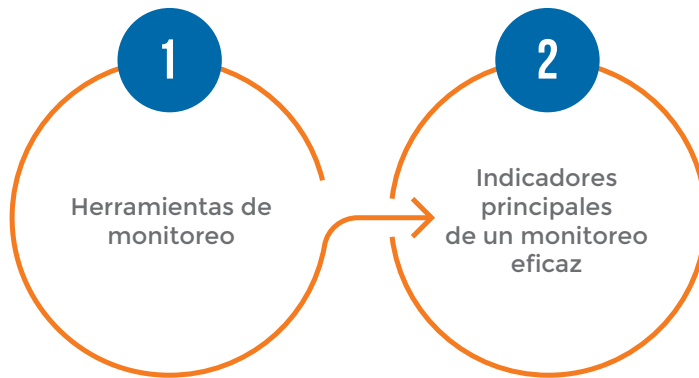 1
Herramientas de
monitoreo
2
Indicadores
principales
de un monitoreo
eficaz